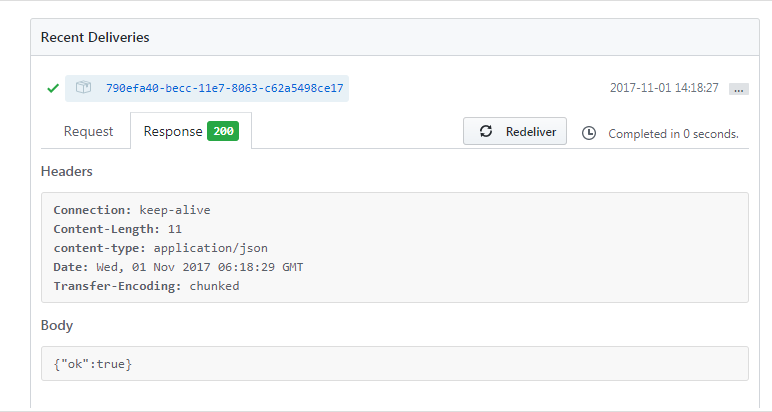 Recent Deliveries
790efa40-becc-11e7-8063-c62a5498ce17 2017-11-01 14:18:27 ...
Request Response 200 Redeliver Completed in 0 seconds.
Headers
Connection: keep-alive
Content-Length: 11
content-type: application/json
Date: Wed, 01 Nov 2017 06:18:29 GMT
Transfer-Encoding: chunked
Body
{"ok":true}